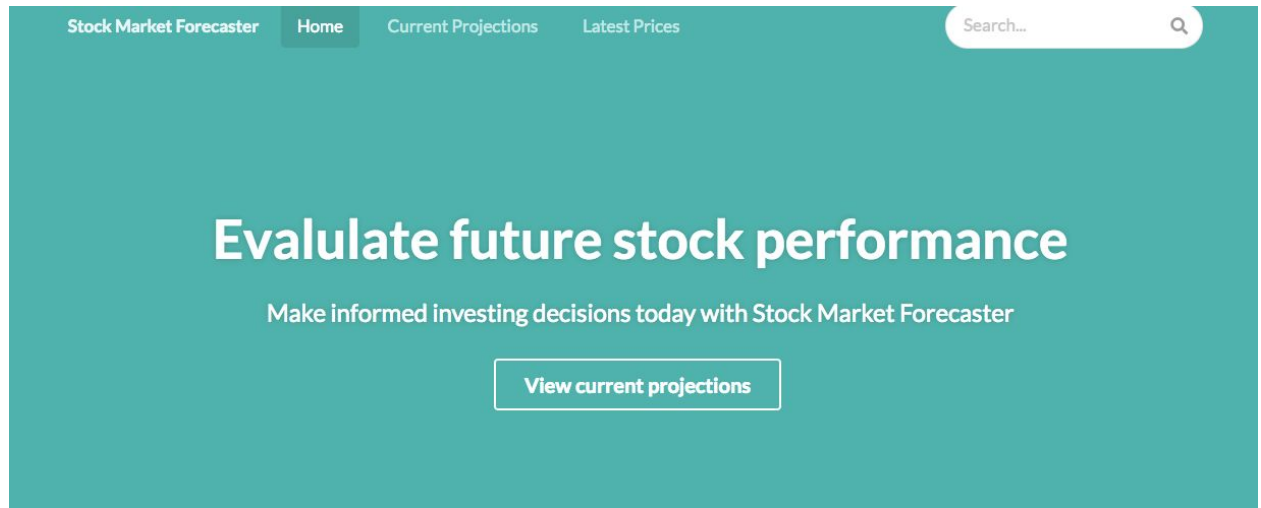 Stock Market Forecaster Home Current Projections Latest Prices Search...
Evalulate future stock performance
Make informed investing decisions today with Stock Market Forecaster
View current projections